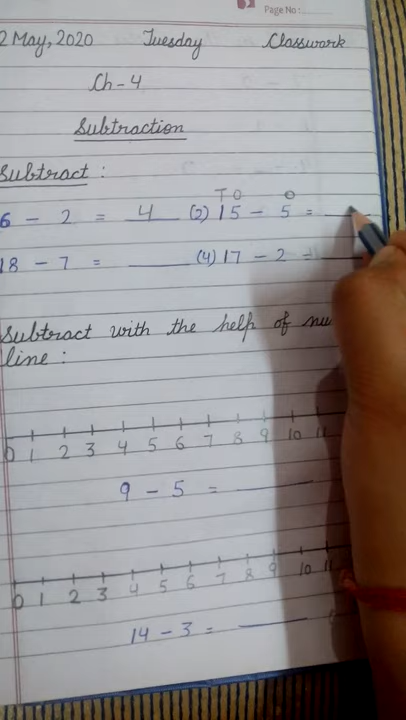 Page No:
2 May, 2020 Tuesday Classwork
Ch-4
Subtraction
Subtract :
T O O
6 - 2 = 4 (2) 15 - 5 =
18 - 7 = (4) 17 - 2 =
Subtract with the help of nu
line :
0 1 2 3 4 5 6 7 8 9 10 11
9 - 5 =
0 1 2 3 4 5 6 7 8 9 10 11
14 - 3 =